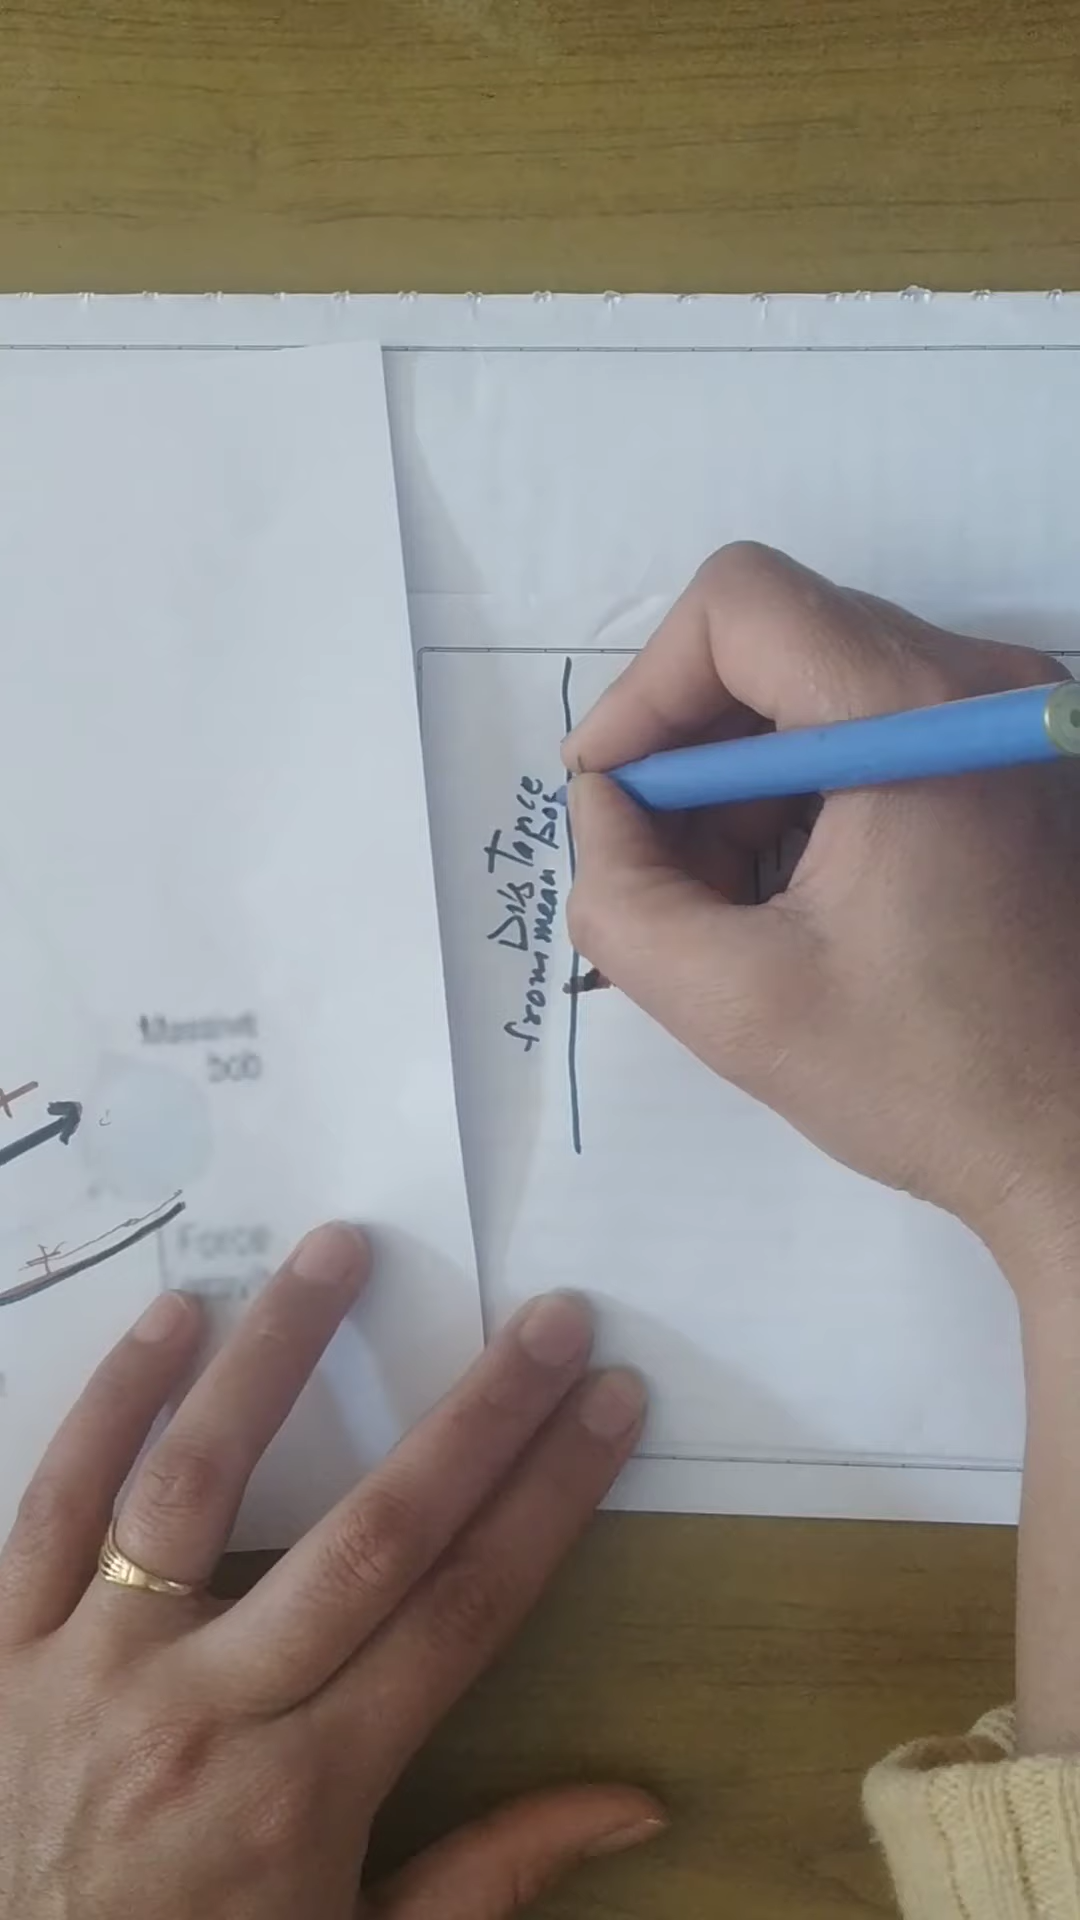 Distance
from mean pos
Massive
bob
Force